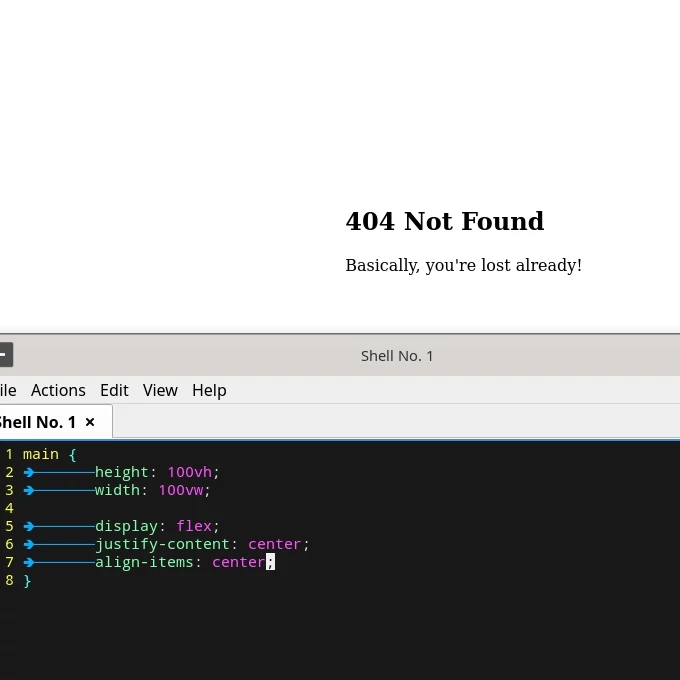 404 Not Found
Basically, you're lost already!
Shell No. 1
ile Actions Edit View Help
Shell No. 1 ×
1 main {
2 height: 100vh;
3 width: 100vw;
4
5 display: flex;
6 justify-content: center;
7 align-items: center;
8 }